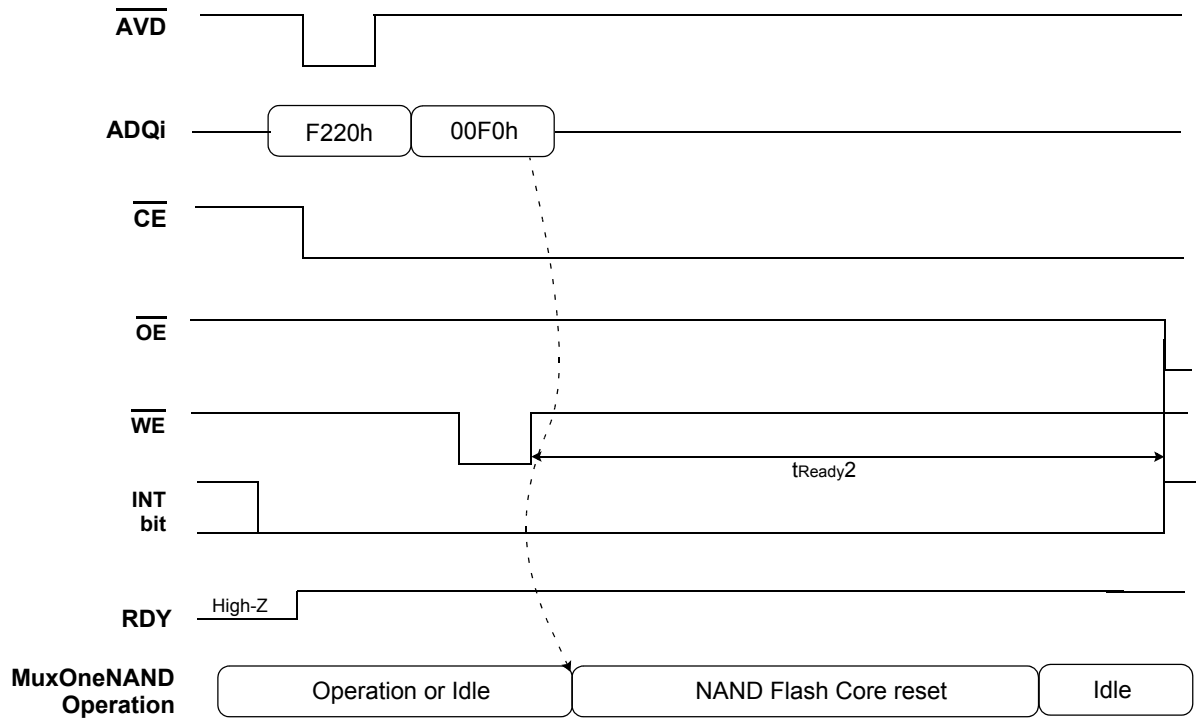 AVD
ADQi
F220h
00F0h
CE
OE
WE
tReady2
INT
bit
RDY
High-Z
MuxOneNAND
Operation
Operation or Idle
NAND Flash Core reset
Idle